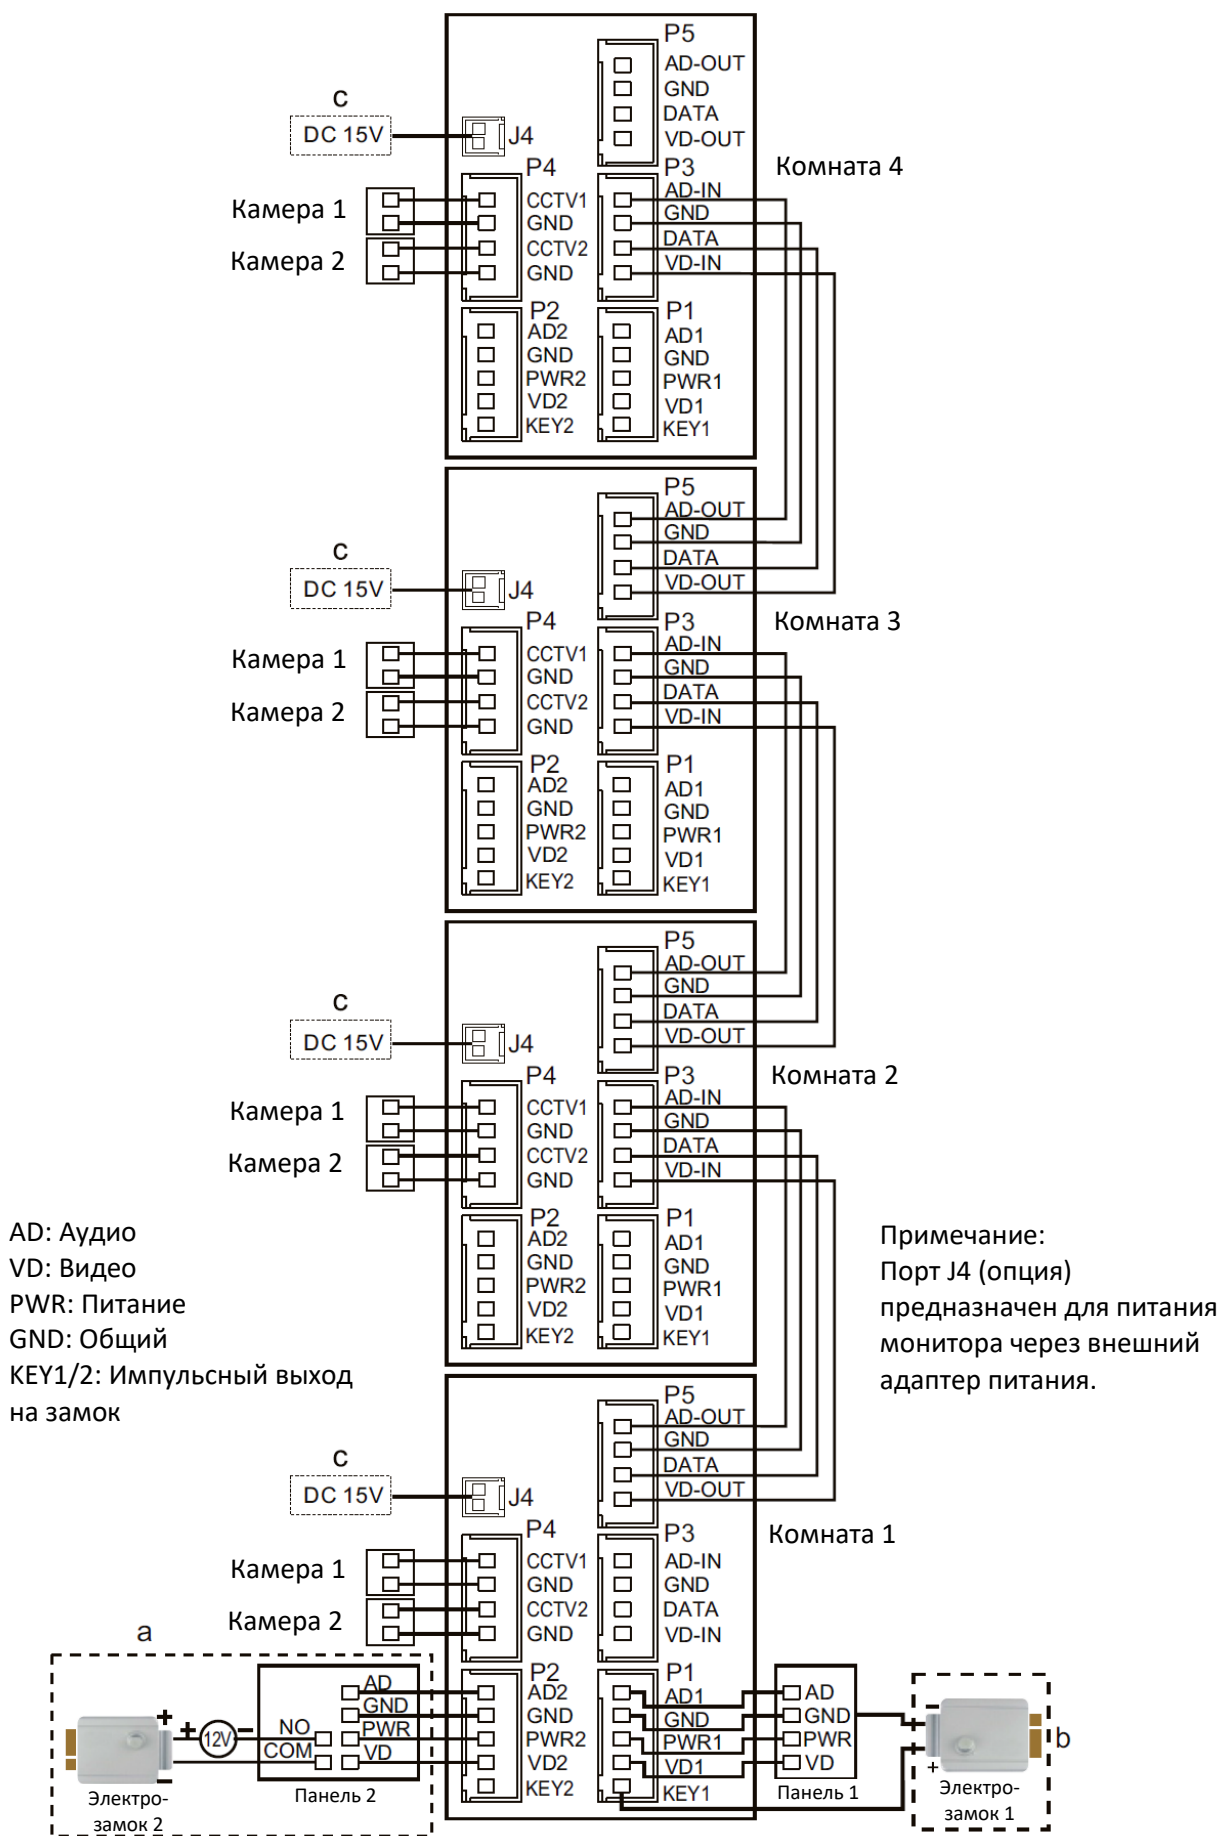 P5
AD-OUT
GND
DATA
VD-OUT
c
DC 15V
J4
Комната 4
P4
CCTV1
GND
CCTV2
GND
P3
AD-IN
GND
DATA
VD-IN
Камера 1
Камера 2
P2
AD2
GND
PWR2
VD2
KEY2
P1
AD1
GND
PWR1
VD1
KEY1
P5
AD-OUT
GND
DATA
VD-OUT
c
DC 15V
J4
Комната 3
P4
CCTV1
GND
CCTV2
GND
P3
AD-IN
GND
DATA
VD-IN
Камера 1
Камера 2
P2
AD2
GND
PWR2
VD2
KEY2
P1
AD1
GND
PWR1
VD1
KEY1
P5
AD-OUT
GND
DATA
VD-OUT
c
DC 15V
J4
Комната 2
P4
CCTV1
GND
CCTV2
GND
P3
AD-IN
GND
DATA
VD-IN
Камера 1
Камера 2
P2
AD2
GND
PWR2
VD2
KEY2
P1
AD1
GND
PWR1
VD1
KEY1
AD: Аудио
VD: Видео
PWR: Питание
GND: Общий
KEY1/2: Импульсный выход
на замок
Примечание:
Порт J4 (опция)
предназначен для питания
монитора через внешний
адаптер питания.
P5
AD-OUT
GND
DATA
VD-OUT
c
DC 15V
J4
Комната 1
P4
CCTV1
GND
CCTV2
GND
P3
AD-IN
GND
DATA
VD-IN
Камера 1
Камера 2
a
P2
AD2
GND
PWR2
VD2
KEY2
P1
AD1
GND
PWR1
VD1
KEY1
AD
GND
PWR
VD
NO
COM
+
+
12V
−
−
Панель 2
Электро-
замок 2
AD
GND
PWR
VD
Панель 1
−
+
b
Электро-
замок 1